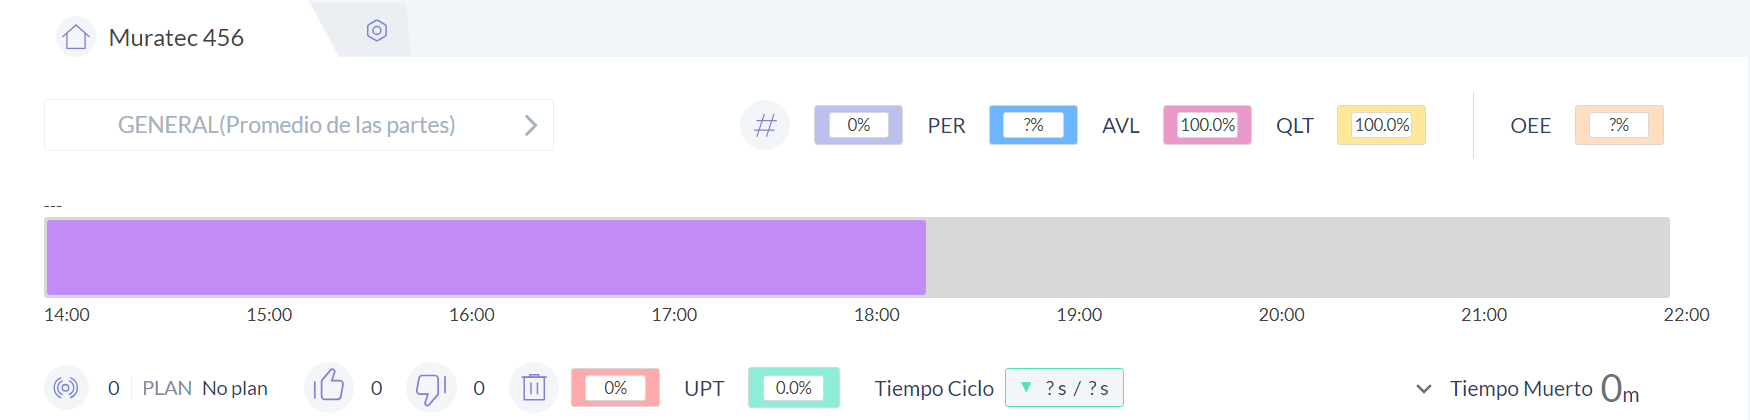 Muratec 456
GENERAL(Promedio de las partes)
# 0% PER ?% AVL 100.0% QLT 100.0% OEE ?%
---
14:00 15:00 16:00 17:00 18:00 19:00 20:00 21:00 22:00
0 PLAN No plan 0 0 0% UPT 0.0% Tiempo Ciclo ? s / ? s Tiempo Muerto 0m